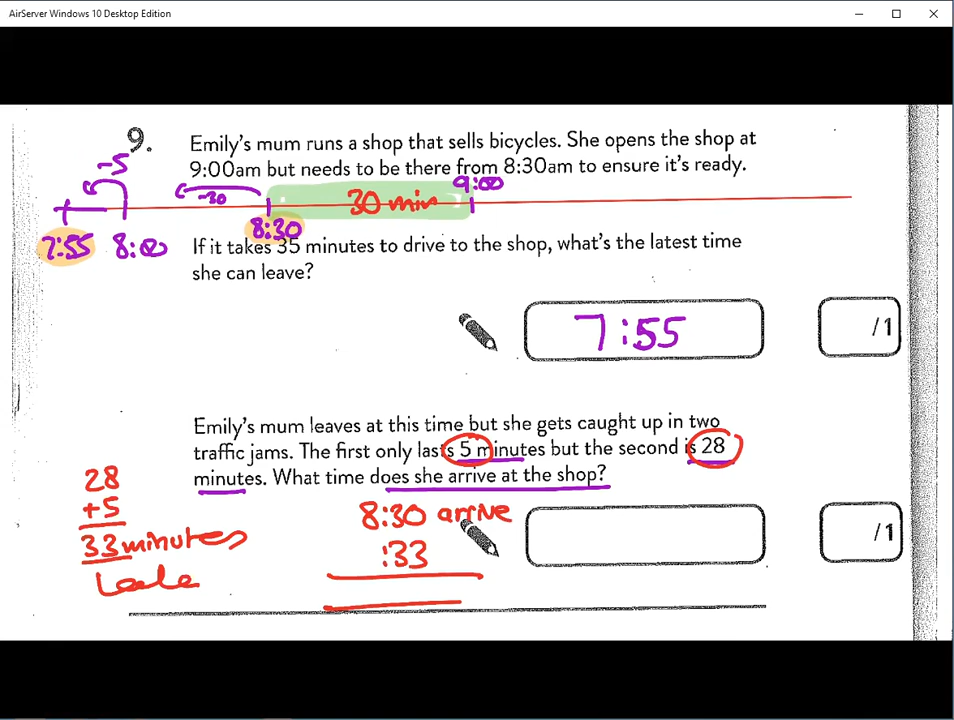 AirServer Windows 10 Desktop Edition
9. Emily's mum runs a shop that sells bicycles. She opens the shop at
9:00am but needs to be there from 8:30am to ensure it's ready.
-5
-30
30 min
9:00
7:55
8:00
8:30
If it takes 35 minutes to drive to the shop, what's the latest time
she can leave?
7:55
/1
Emily's mum leaves at this time but she gets caught up in two
traffic jams. The first only lasts 5 minutes but the second is 28
minutes. What time does she arrive at the shop?
28
+5
33 minutes
8:30 arrive
:33
/1